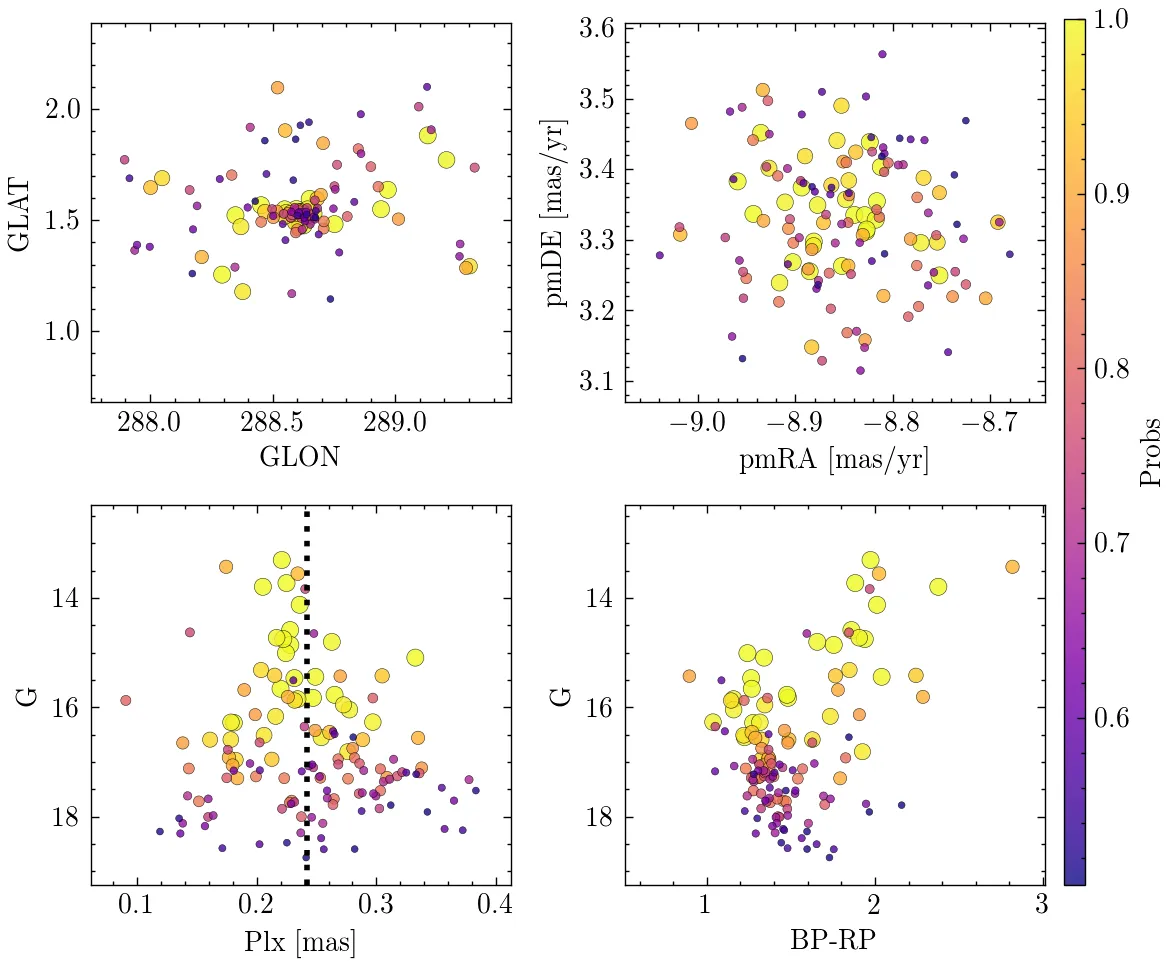 2.0
1.5
1.0
GLAT
288.0 288.5 289.0
GLON
3.6
3.5
3.4
3.3
3.2
3.1
pmDE [mas/yr]
−9.0 −8.9 −8.8 −8.7
pmRA [mas/yr]
14
16
18
G
0.1 0.2 0.3 0.4
Plx [mas]
14
16
18
G
1 2 3
BP-RP
1.0
0.9
0.8
0.7
0.6
Probs